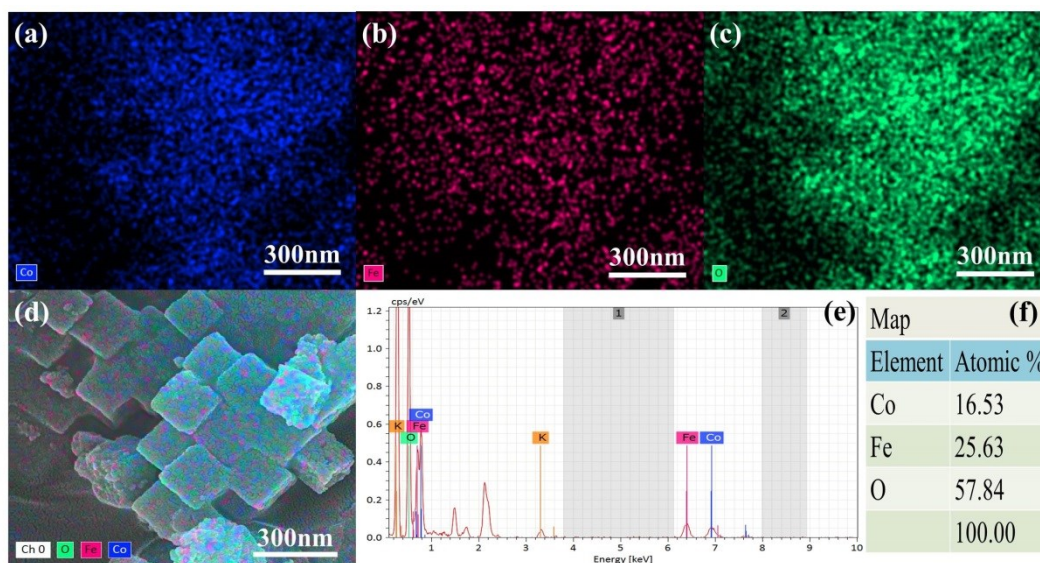 (a)
300nm
Co
(b)
300nm
Fe
(c)
300nm
O
(d)
300nm
Ch 0 O Fe Co
cps/eV
(e)
1 2
1.2
1.0
0.8
0.6
0.4
0.2
0.0
Co
K Fe
O K Fe Co
1 2 3 4 5 6 7 8 9 10
Energy [keV]
(f)
Map
Element Atomic %
Co 16.53
Fe 25.63
O 57.84
100.00